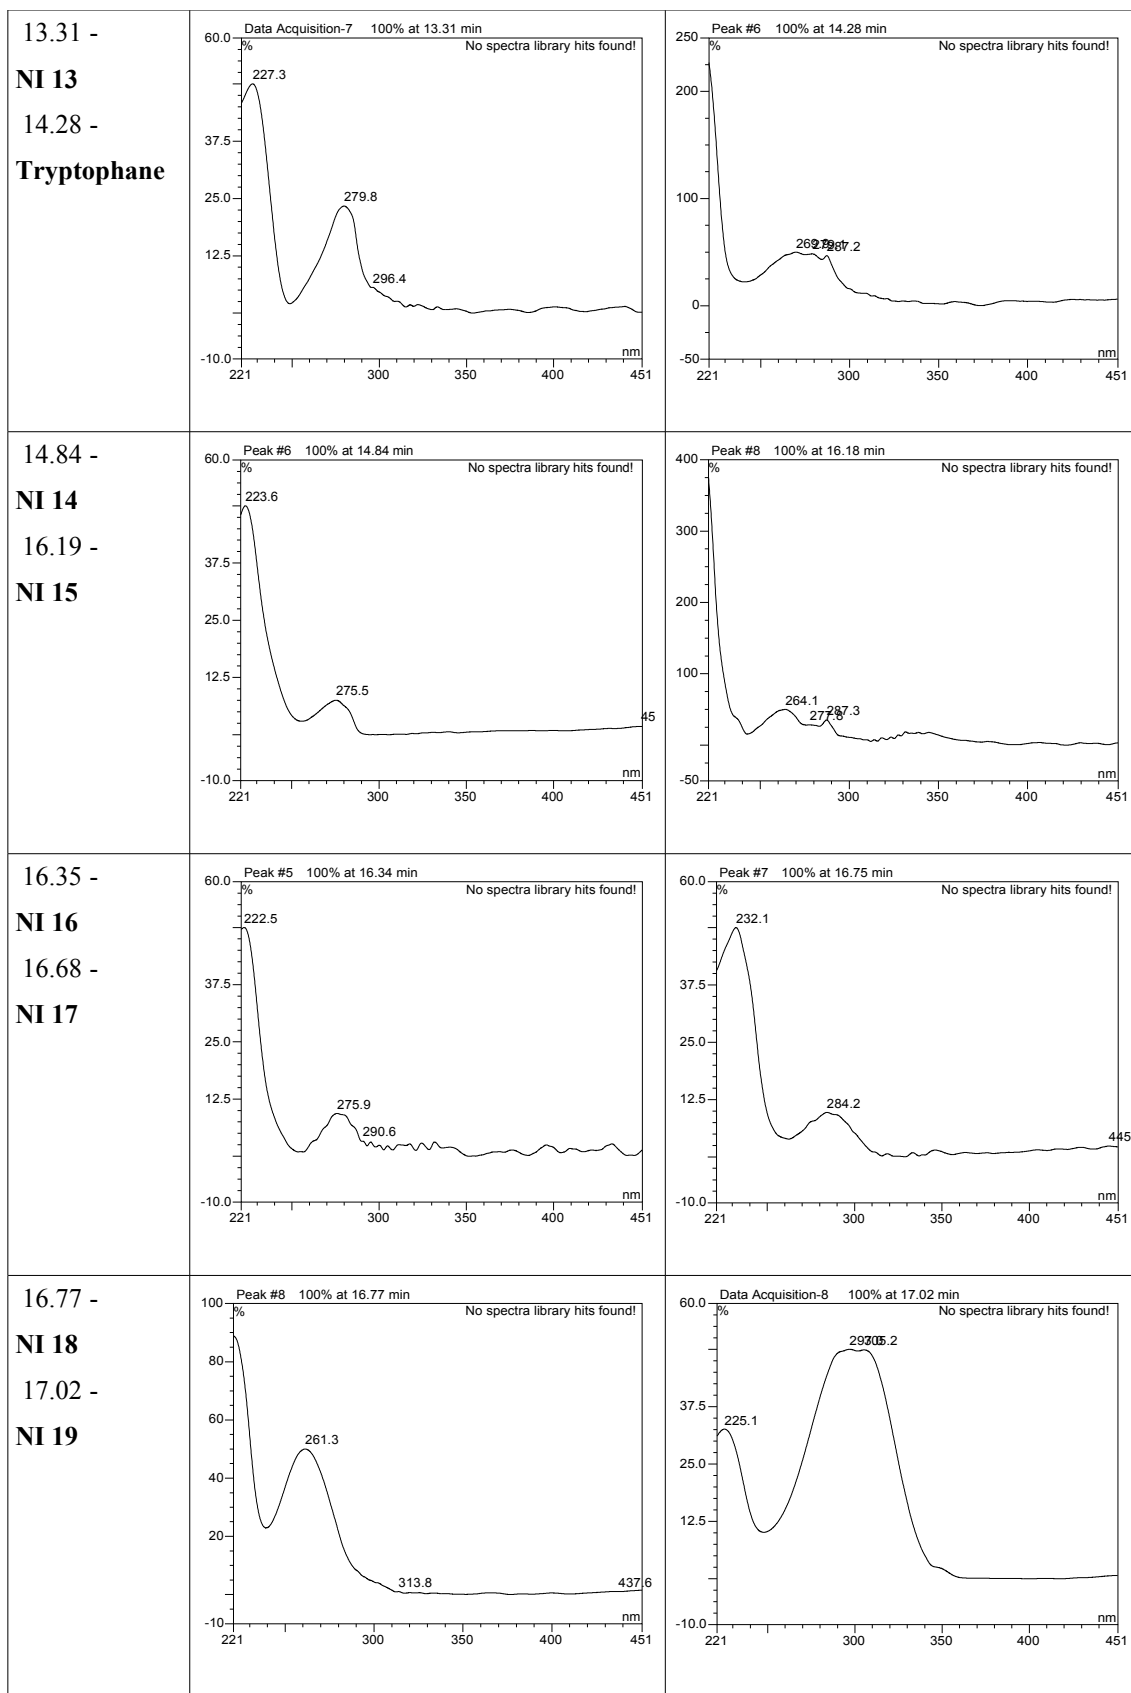 13.31 -
NI 13
14.28 -
Tryptophane
Data Acquisition-7 100% at 13.31 min
60.0
%
No spectra library hits found!
227.3
37.5
25.0
279.8
12.5
296.4
-10.0
nm
221 300 350 400 451
Peak #6 100% at 14.28 min
250
%
No spectra library hits found!
200
100
269.9 279.1 287.2
0
-50
nm
221 300 350 400 451
14.84 -
NI 14
16.19 -
NI 15
Peak #6 100% at 14.84 min
60.0
%
No spectra library hits found!
223.6
37.5
25.0
12.5
275.5
45
-10.0
nm
221 300 350 400 451
Peak #8 100% at 16.18 min
400
%
No spectra library hits found!
300
200
100
264.1
277.8 287.3
-50
nm
221 300 350 400 451
16.35 -
NI 16
16.68 -
NI 17
Peak #5 100% at 16.34 min
60.0
%
No spectra library hits found!
222.5
37.5
25.0
12.5
275.9
290.6
-10.0
nm
221 300 350 400 451
Peak #7 100% at 16.75 min
60.0
%
No spectra library hits found!
232.1
37.5
25.0
12.5
284.2
445
-10.0
nm
221 300 350 400 451
16.77 -
NI 18
17.02 -
NI 19
Peak #8 100% at 16.77 min
100
%
No spectra library hits found!
80
60
261.3
40
20
313.8
437.6
-10
nm
221 300 350 400 451
Data Acquisition-8 100% at 17.02 min
60.0
%
No spectra library hits found!
305.2
37.5
225.1
25.0
12.5
-10.0
nm
221 300 350 400 451